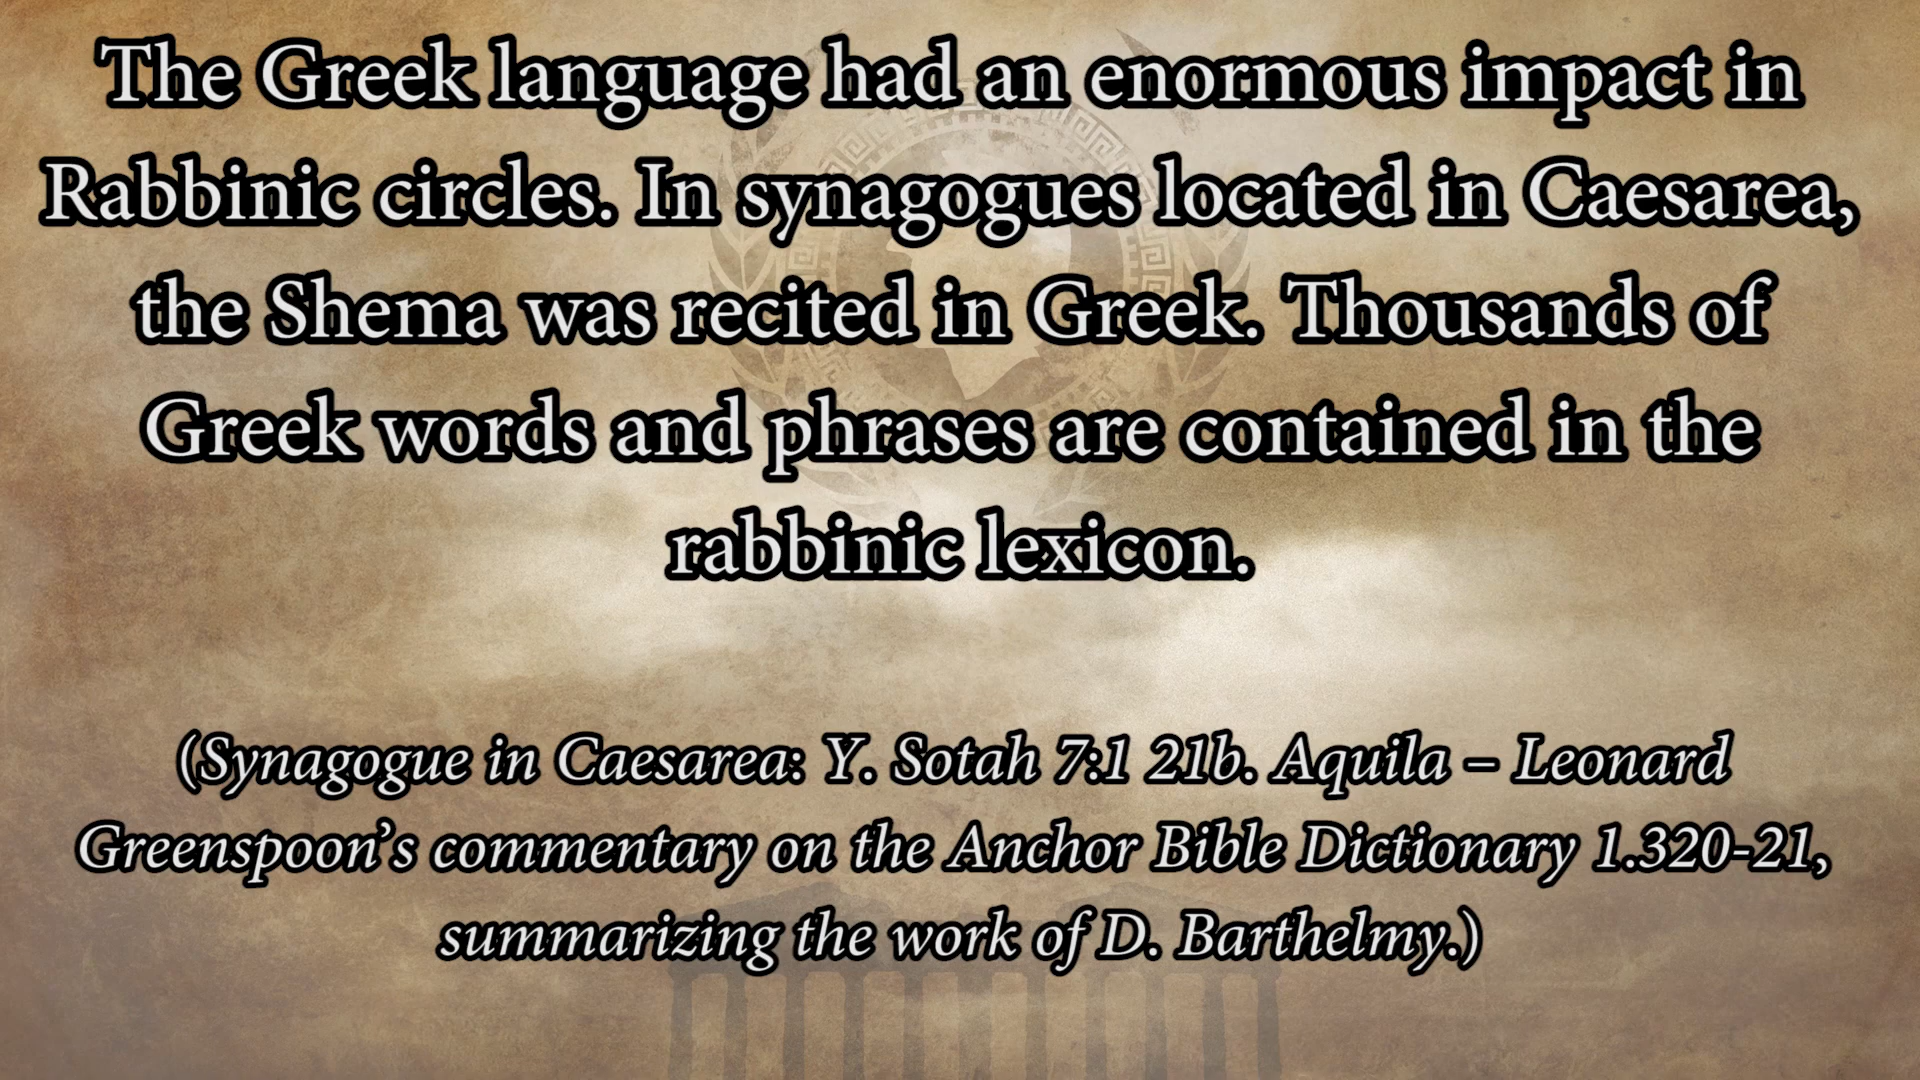 The Greek language had an enormous impact in
Rabbinic circles. In synagogues located in Caesarea,
the Shema was recited in Greek. Thousands of
Greek words and phrases are contained in the
rabbinic lexicon.
(Synagogue in Caesarea: Y. Sotah 7:1 21b. Aquila – Leonard
Greenspoon’s commentary on the Anchor Bible Dictionary 1.320-21,
summarizing the work of D. Barthelmy.)